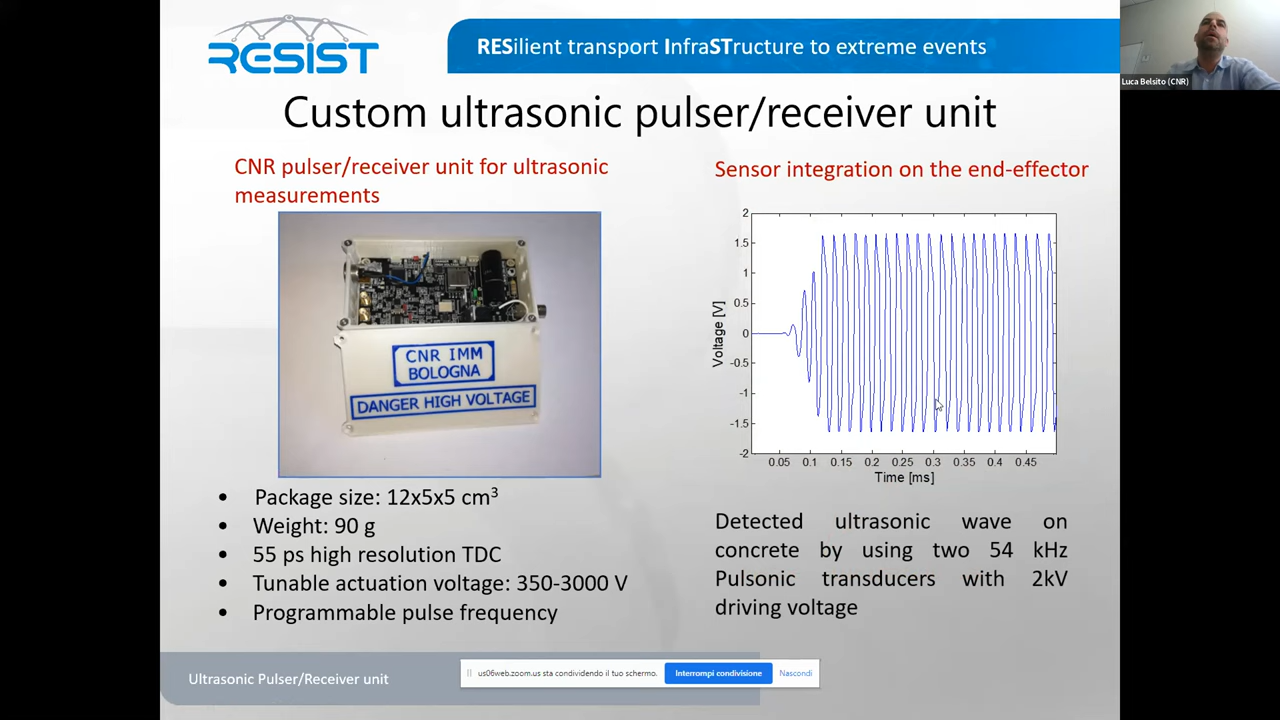 RESIST
RESilient transport InfraSTructure to extreme events
Luca Belsito (CNR)
Custom ultrasonic pulser/receiver unit
CNR pulser/receiver unit for ultrasonic
measurements
CNR IMM
BOLOGNA
DANGER HIGH VOLTAGE
Package size: 12x5x5 cm³
Weight: 90 g
55 ps high resolution TDC
Tunable actuation voltage: 350-3000 V
Programmable pulse frequency
Sensor integration on the end-effector
2
1.5
1
0.5
0
-0.5
-1
-1.5
-2
Voltage [V]
0.05 0.1 0.15 0.2 0.25 0.3 0.35 0.4 0.45
Time [ms]
Detected ultrasonic wave on
concrete by using two 54 kHz
Pulsonic transducers with 2kV
driving voltage
Ultrasonic Pulser/Receiver unit
us06web.zoom.us sta condividendo il tuo schermo. Interrompi condivisione Nascondi